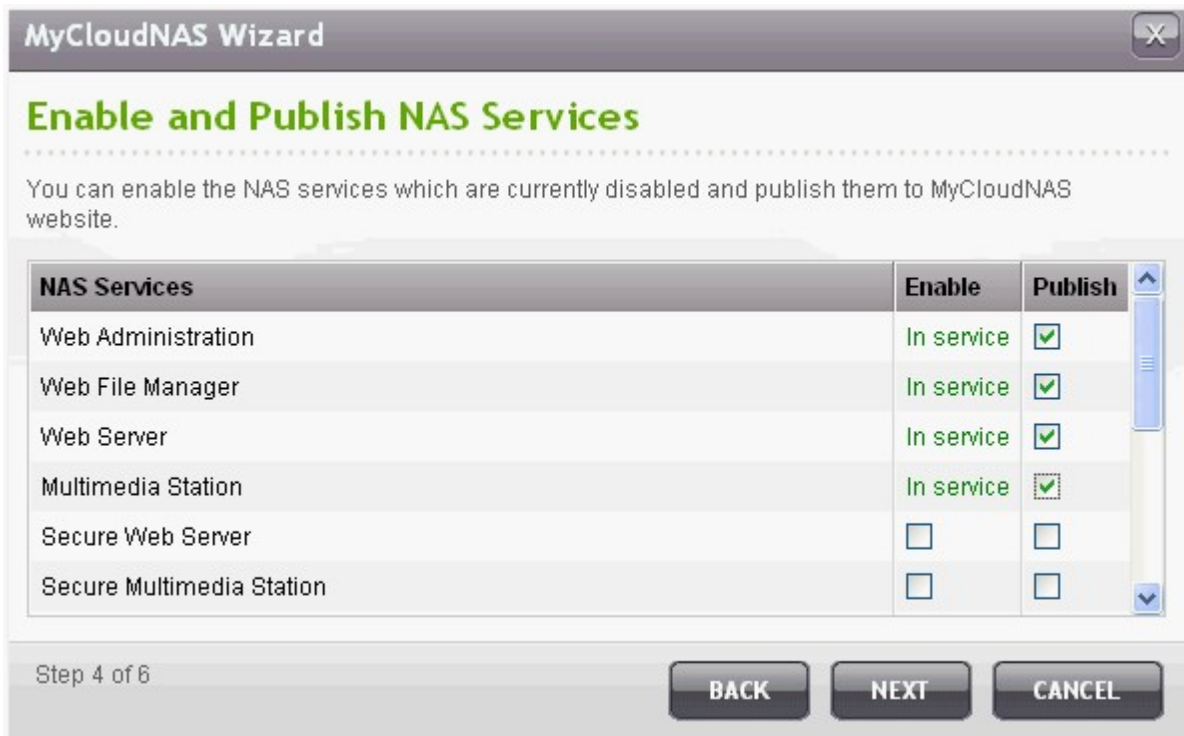 MyCloudNAS Wizard
X
Enable and Publish NAS Services
You can enable the NAS services which are currently disabled and publish them to MyCloudNAS
website.
NAS Services Enable Publish
Web Administration In service
Web File Manager In service
Web Server In service
Multimedia Station In service
Secure Web Server
Secure Multimedia Station
Step 4 of 6
BACK NEXT CANCEL